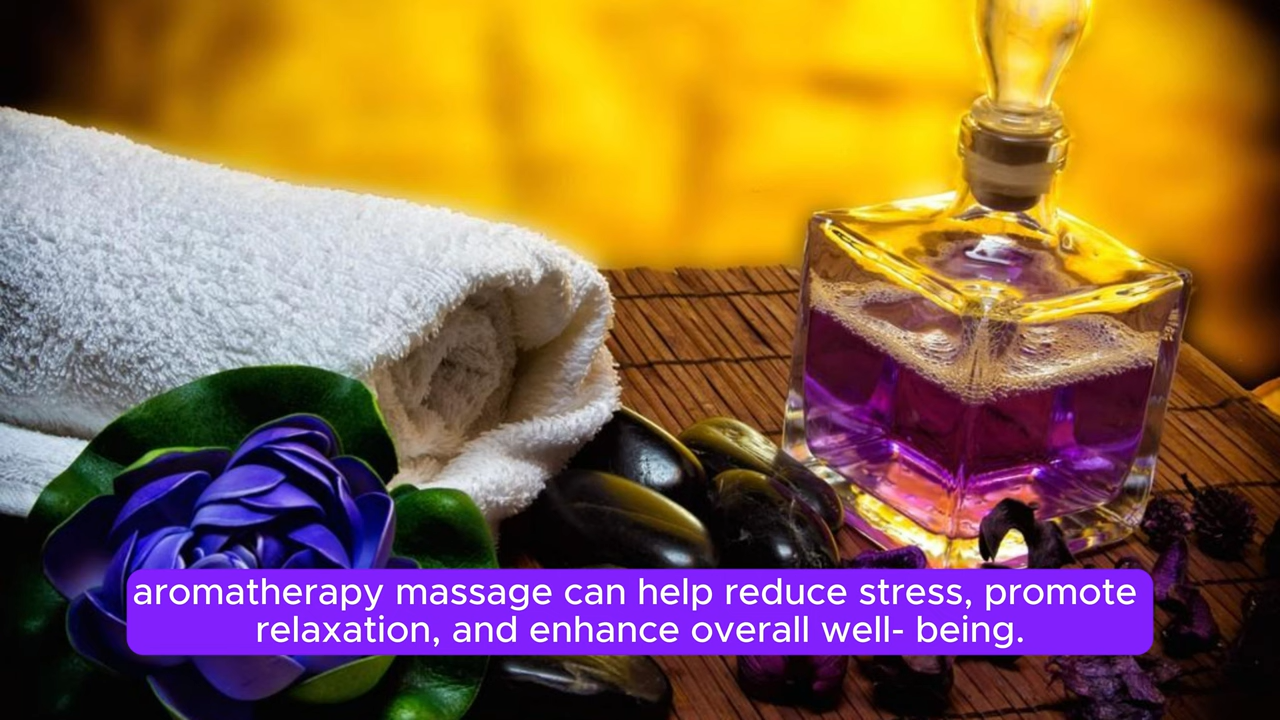 aromatherapy massage can help reduce stress, promote
relaxation, and enhance overall well- being.